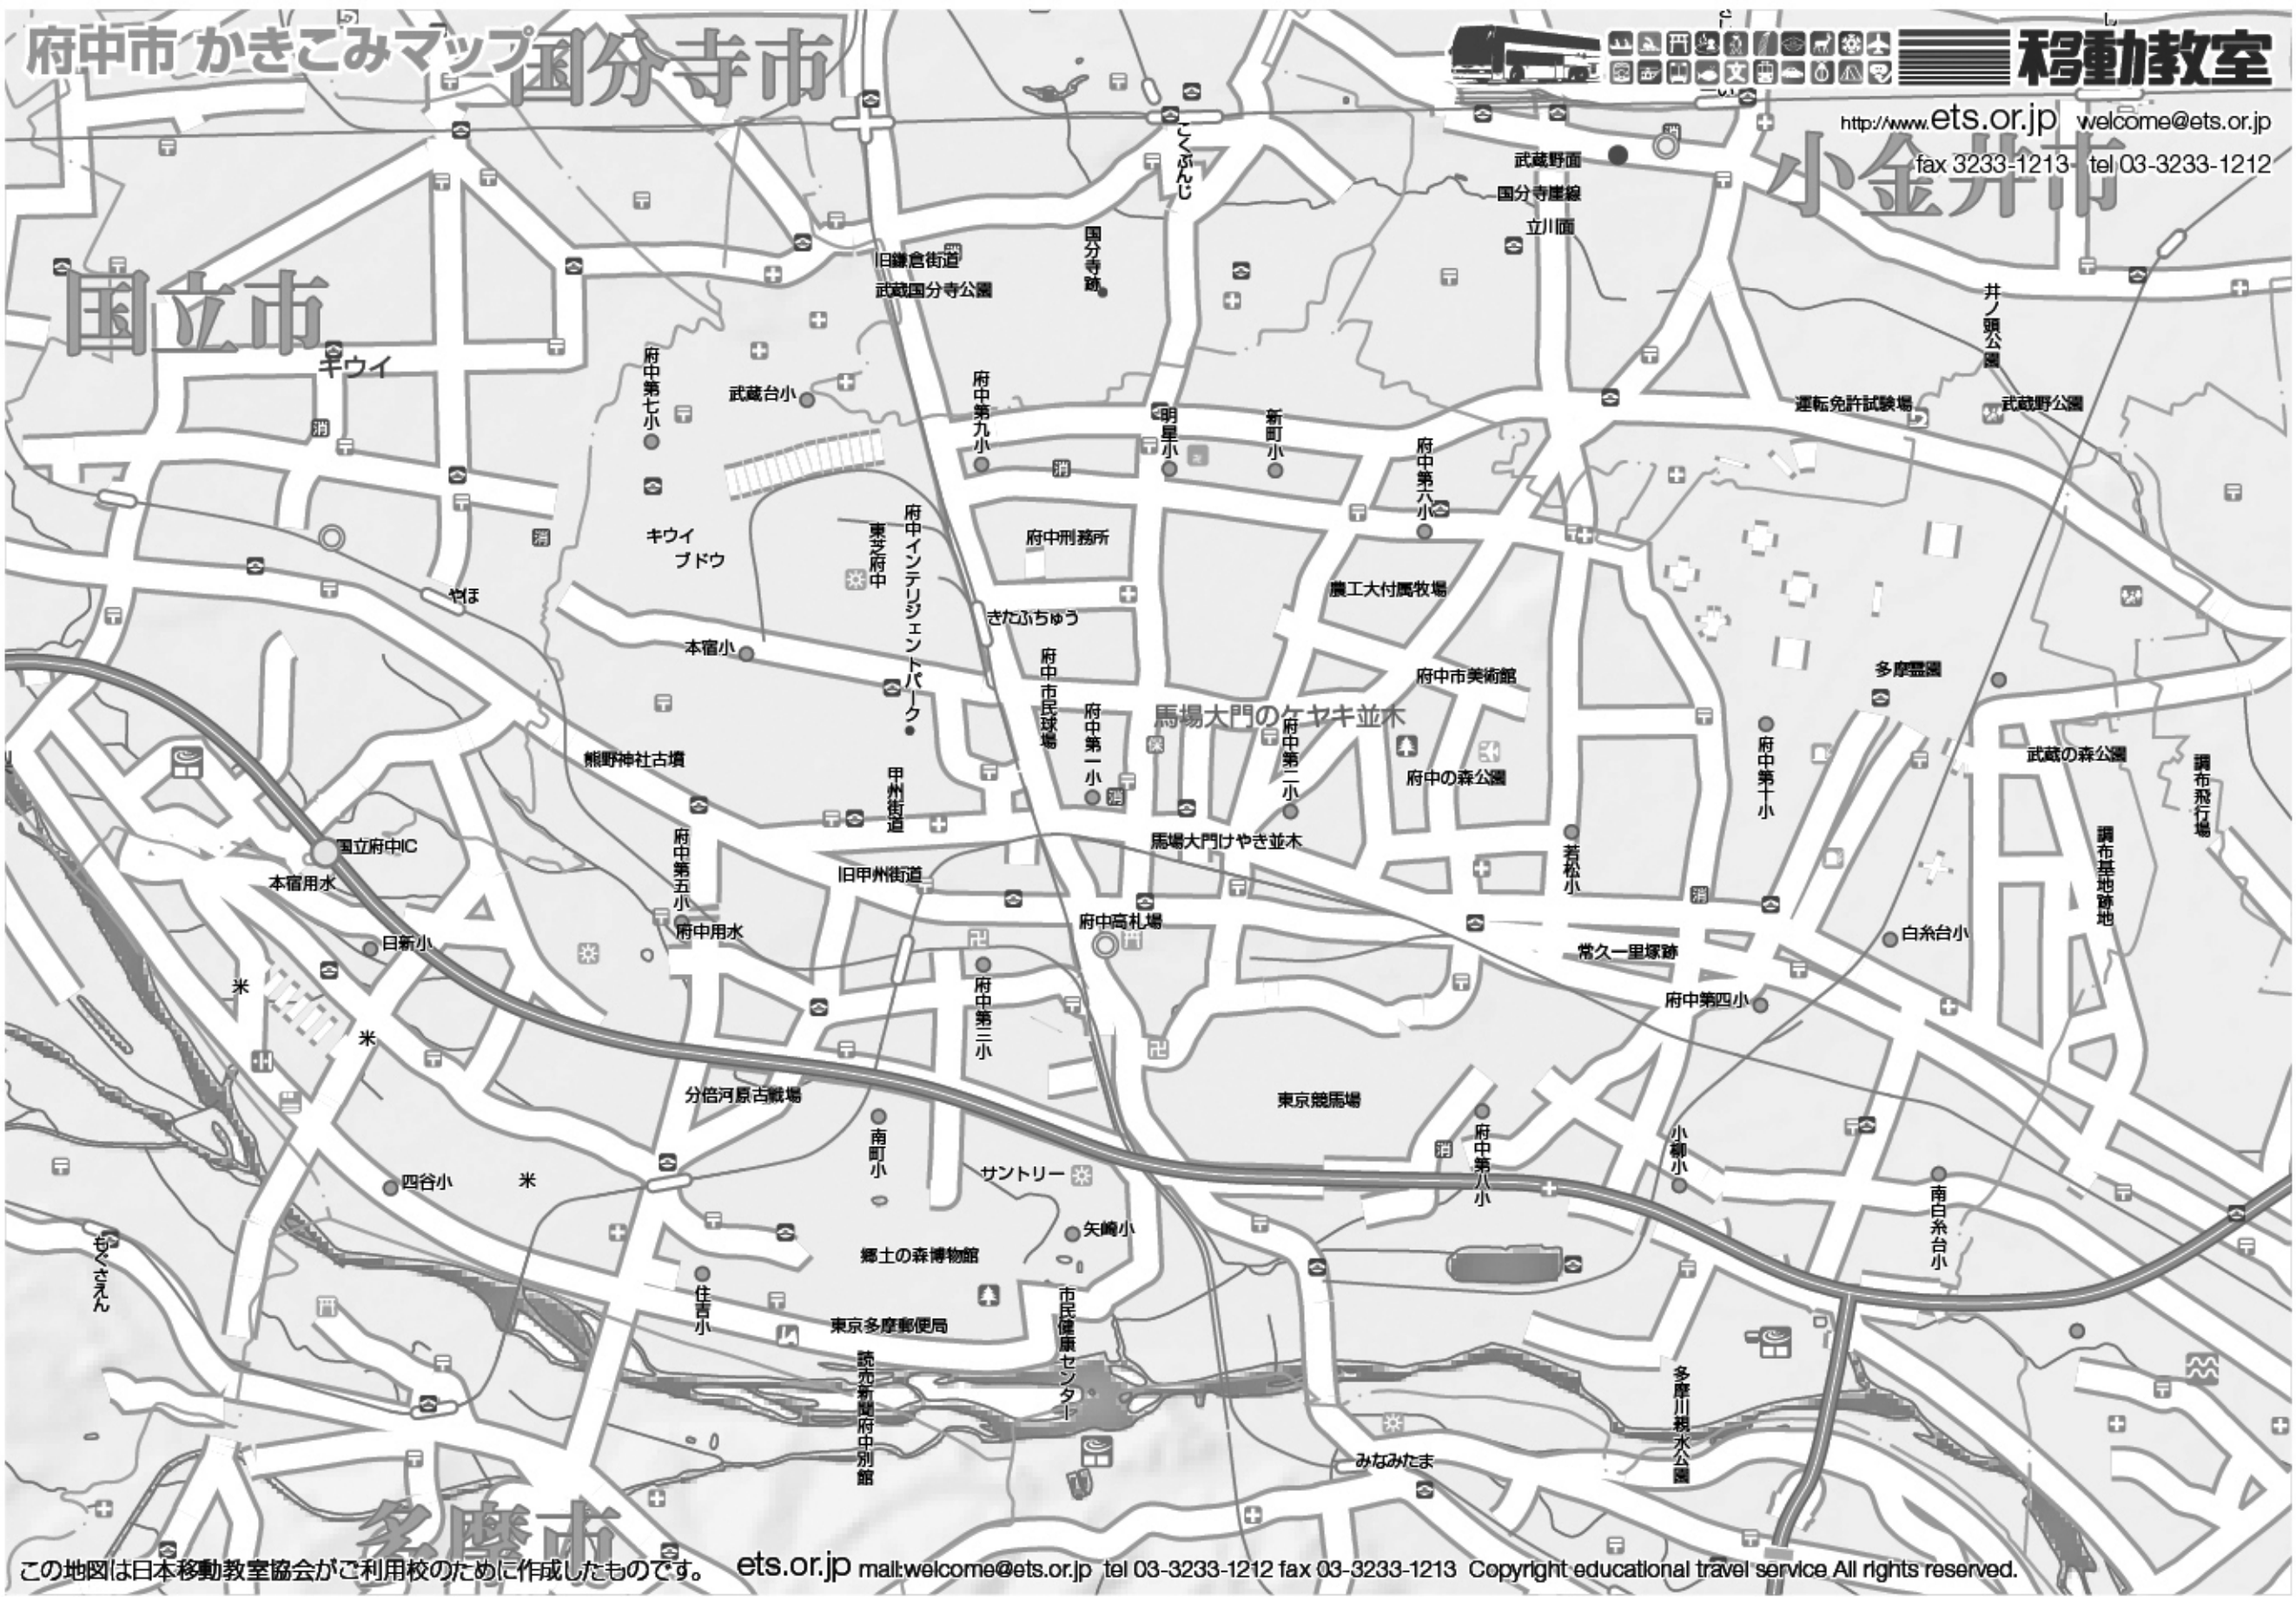 府中市 かきこみマップ
国分寺市
移動教室
http://www.ets.or.jp welcome@ets.or.jp
fax 3233-1213 tel 03-3233-1212
小金井市
国立市
こくぶんじ
武蔵野面
国分寺崖線
立川面
旧鎌倉街道
武蔵国分寺公園
国分寺跡
井ノ頭公園
キウイ
府中第七小
武蔵台小
府中第九小
明星小
新町小
府中第六小
運転免許試験場
武蔵野公園
キウイ
ブドウ
東芝府中
府中インテリジェントパーク
府中刑務所
農工大付属牧場
やほ
きたふちゅう
本宿小
府中市民球場
府中市美術館
多摩霊園
馬場大門のケヤキ並木
府中第一小
府中第二小
府中の森公園
府中第十小
武蔵の森公園
調布飛行場
熊野神社古墳
甲州街道
国立府中IC
府中第五小
馬場大門けやき並木
若松小
調布基地跡地
本宿用水
旧甲州街道
日新小
府中用水
府中高札場
常久一里塚跡
白糸台小
米
府中第三小
府中第四小
米
分倍河原古戦場
東京競馬場
南町小
府中第八小
小柳小
四谷小
米
サントリー
南白糸台小
矢崎小
もぐさえん
郷土の森博物館
住吉小
東京多摩郵便局
市民健康センター
読売新聞府中別館
多摩川親水公園
みなみたま
多摩市
この地図は日本移動教室協会がご利用校のために作成したものです。 ets.or.jp mail:welcome@ets.or.jp tel 03-3233-1212 fax 03-3233-1213 Copyright educational travel service All rights reserved.